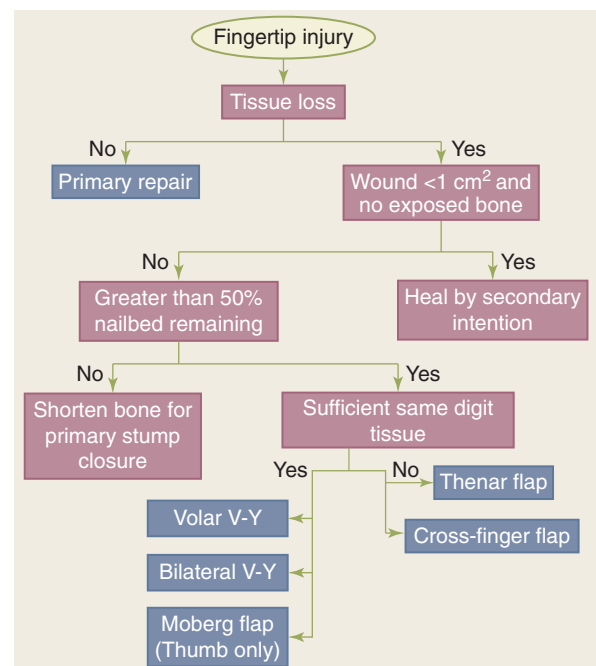 Fingertip injury
Tissue loss
No
Yes
Primary repair
Wound <1 cm² and
no exposed bone
No
Yes
Greater than 50%
nailbed remaining
Heal by secondary
intention
No
Yes
Shorten bone for
primary stump
closure
Sufficient same digit
tissue
Yes
No
Thenar flap
Volar V-Y
Cross-finger flap
Bilateral V-Y
Moberg flap
(Thumb only)